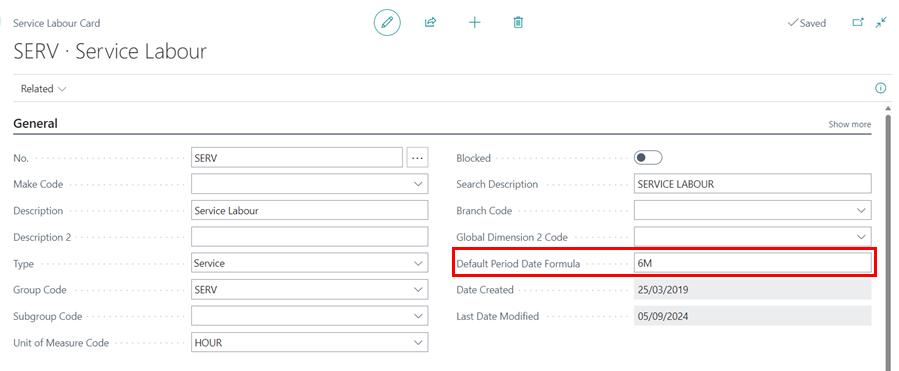 Service Labour Card
Saved
SERV · Service Labour
Related
General
Show more
No. SERV
Make Code
Description Service Labour
Description 2
Type Service
Group Code SERV
Subgroup Code
Unit of Measure Code HOUR
Blocked
Search Description SERVICE LABOUR
Branch Code
Global Dimension 2 Code
Default Period Date Formula 6M
Date Created 25/03/2019
Last Date Modified 05/09/2024